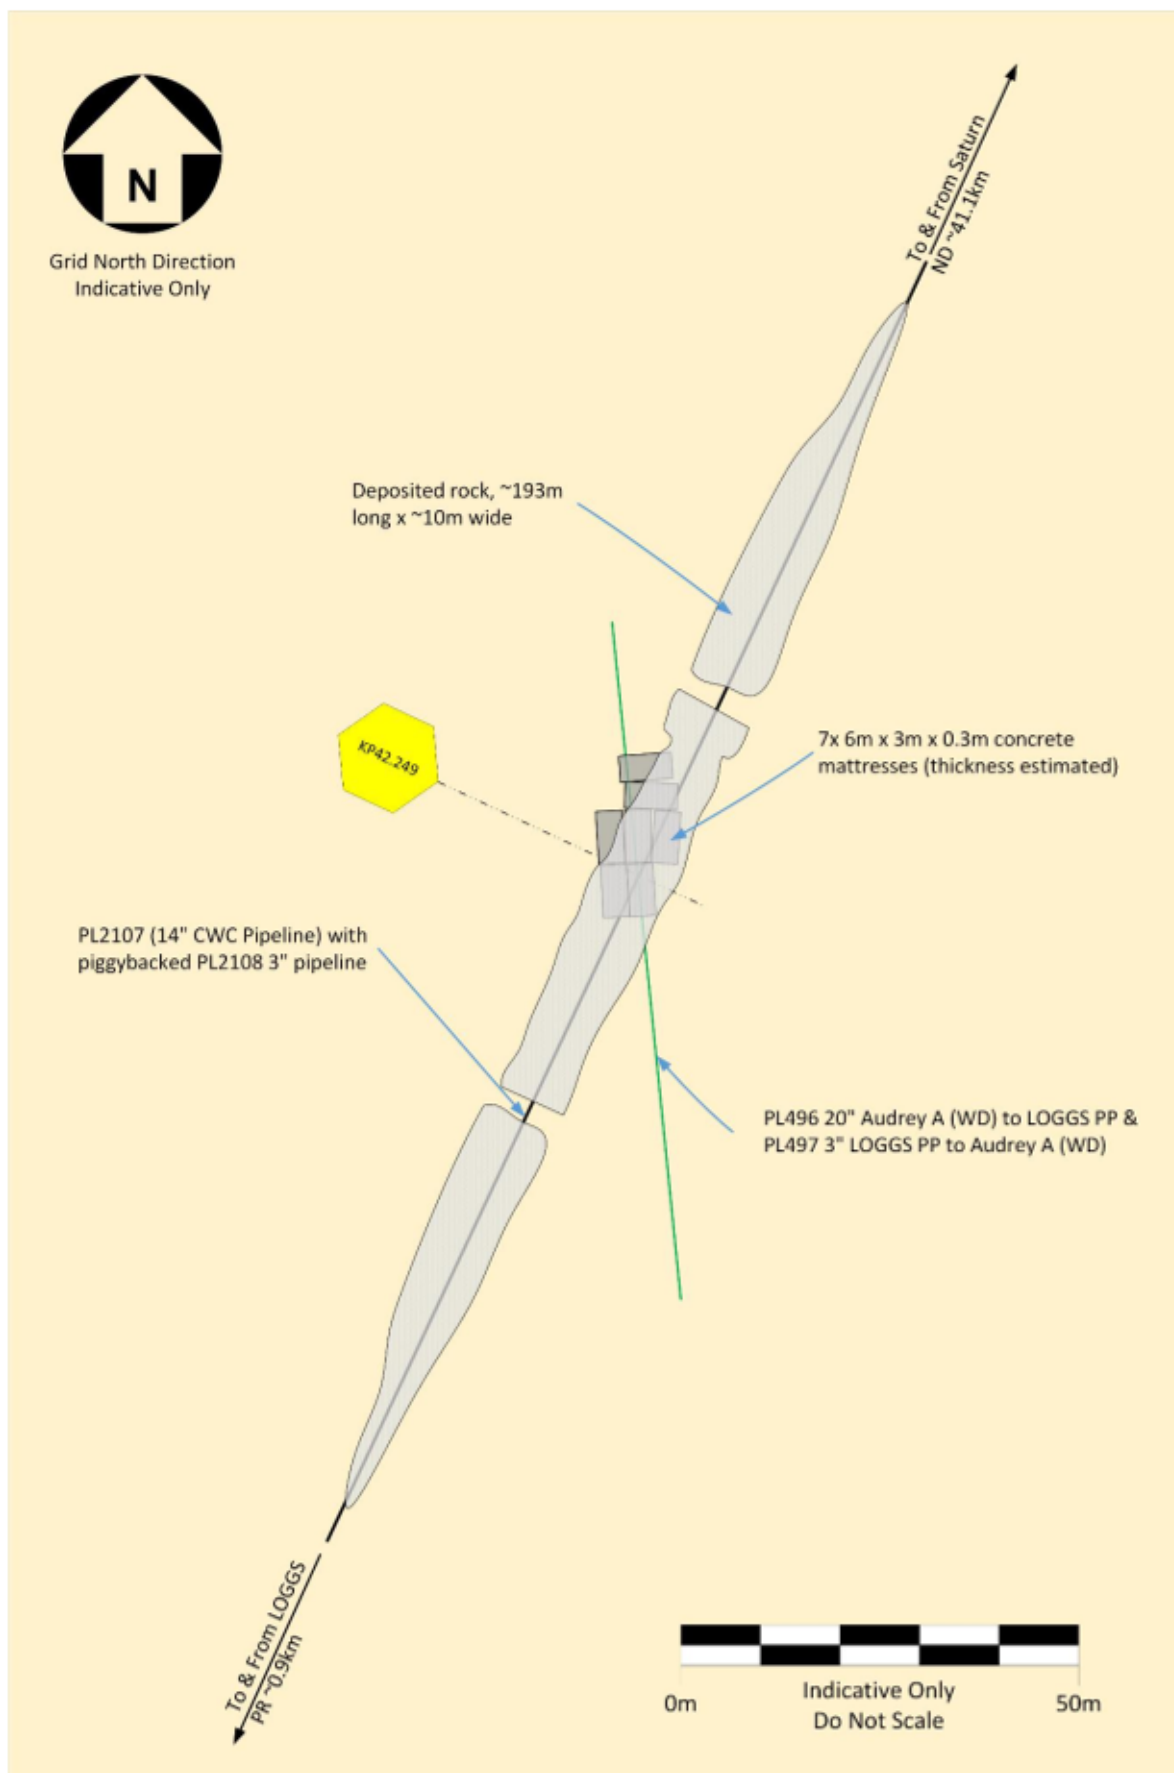 N
Grid North Direction
Indicative Only
To & From Saturn
ND ~41.1km
Deposited rock, ~193m
long x ~10m wide
KP42.249
7x 6m x 3m x 0.3m concrete
mattresses (thickness estimated)
PL2107 (14" CWC Pipeline) with
piggybacked PL2108 3" pipeline
PL496 20" Audrey A (WD) to LOGGS PP &
PL497 3" LOGGS PP to Audrey A (WD)
To & From LOGGS
PR ~0.9km
0m
50m
Indicative Only
Do Not Scale